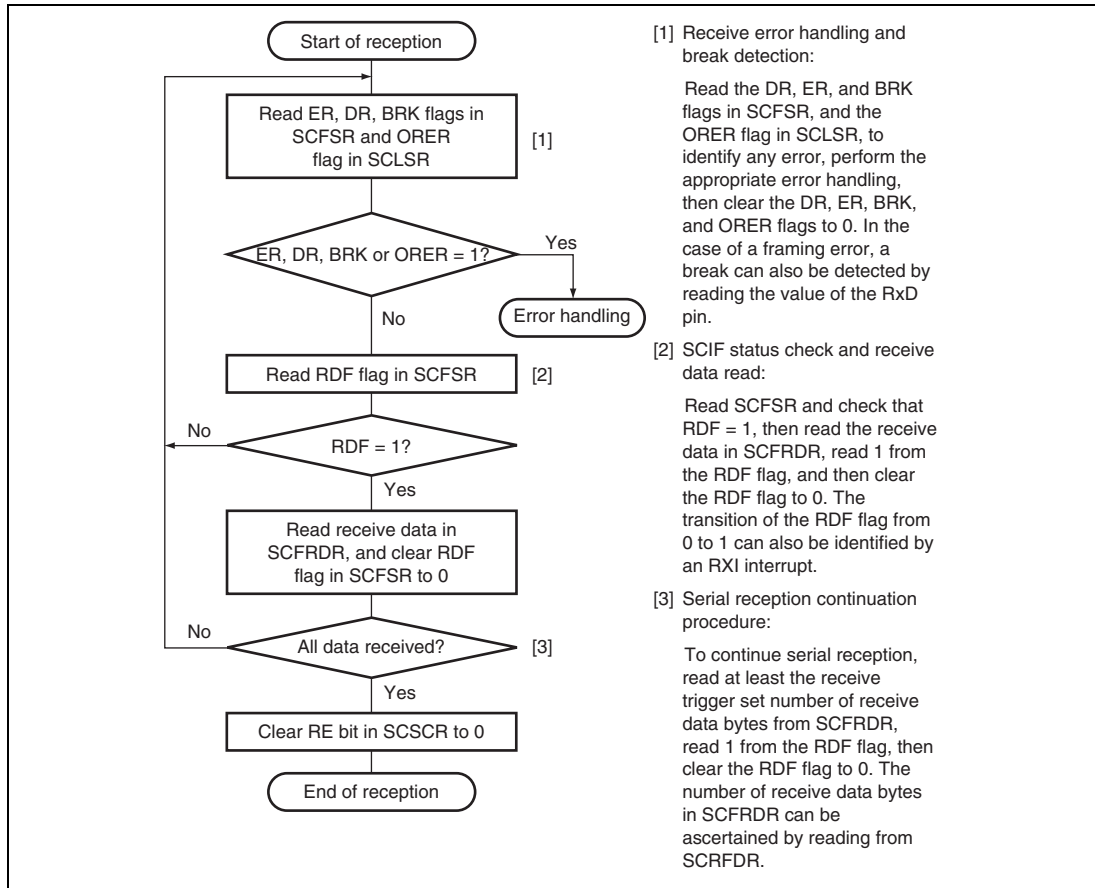 Start of reception
Read ER, DR, BRK flags in
SCFSR and ORER
flag in SCLSR
[1]
ER, DR, BRK or ORER = 1?
Yes
Error handling
No
Read RDF flag in SCFSR
[2]
No
RDF = 1?
Yes
Read receive data in
SCFRDR, and clear RDF
flag in SCFSR to 0
No
All data received?
[3]
Yes
Clear RE bit in SCSCR to 0
End of reception
[1] Receive error handling and
break detection:
Read the DR, ER, and BRK
flags in SCFSR, and the
ORER flag in SCLSR, to
identify any error, perform the
appropriate error handling,
then clear the DR, ER, BRK,
and ORER flags to 0. In the
case of a framing error, a
break can also be detected by
reading the value of the RxD
pin.
[2] SCIF status check and receive
data read:
Read SCFSR and check that
RDF = 1, then read the receive
data in SCFRDR, read 1 from
the RDF flag, and then clear
the RDF flag to 0. The
transition of the RDF flag from
0 to 1 can also be identified by
an RXI interrupt.
[3] Serial reception continuation
procedure:
To continue serial reception,
read at least the receive
trigger set number of receive
data bytes from SCFRDR,
read 1 from the RDF flag, then
clear the RDF flag to 0. The
number of receive data bytes
in SCFRDR can be
ascertained by reading from
SCRFDR.